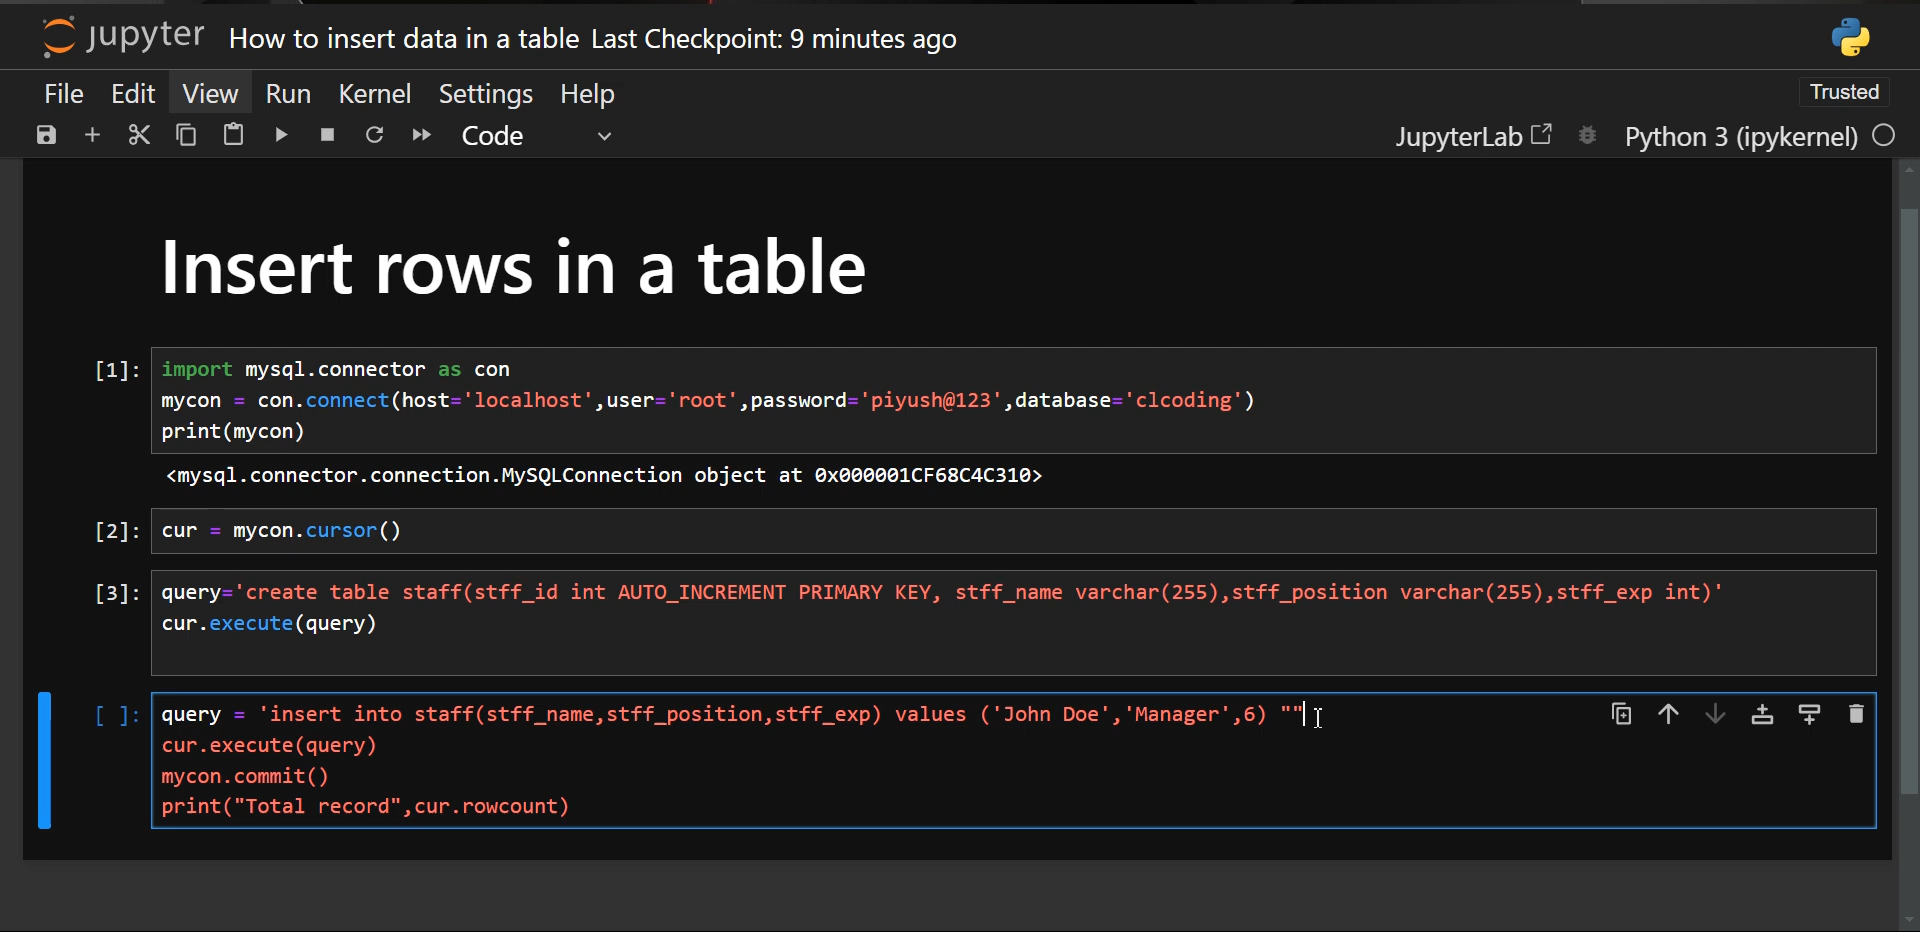 jupyter How to insert data in a table Last Checkpoint: 9 minutes ago
File Edit View Run Kernel Settings Help Trusted
Code JupyterLab Python 3 (ipykernel)
Insert rows in a table
[1]: import mysql.connector as con
mycon = con.connect(host='localhost',user='root',password='piyush@123',database='clcoding')
print(mycon)
<mysql.connector.connection.MySQLConnection object at 0x000001CF68C4C310>
[2]: cur = mycon.cursor()
[3]: query='create table staff(stff_id int AUTO_INCREMENT PRIMARY KEY, stff_name varchar(255),stff_position varchar(255),stff_exp int)'
cur.execute(query)
[ ]: query = 'insert into staff(stff_name,stff_position,stff_exp) values ('John Doe','Manager',6) ""
cur.execute(query)
mycon.commit()
print("Total record",cur.rowcount)